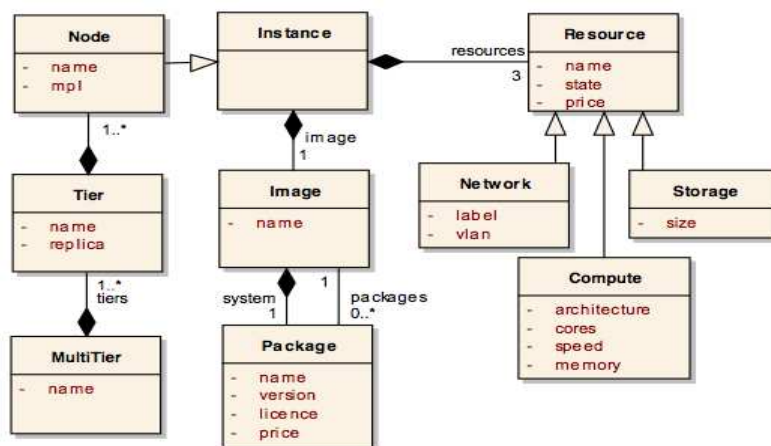 Node
- name
- mpl
Instance
resources
3
Resource
- name
- state
- price
1..*
image
1
Tier
- name
- replica
Image
- name
Network
- label
- vlan
Storage
- size
1..*
tiers
system
1
1
packages
0..*
Compute
- architecture
- cores
- speed
- memory
MultiTier
- name
Package
- name
- version
- licence
- price